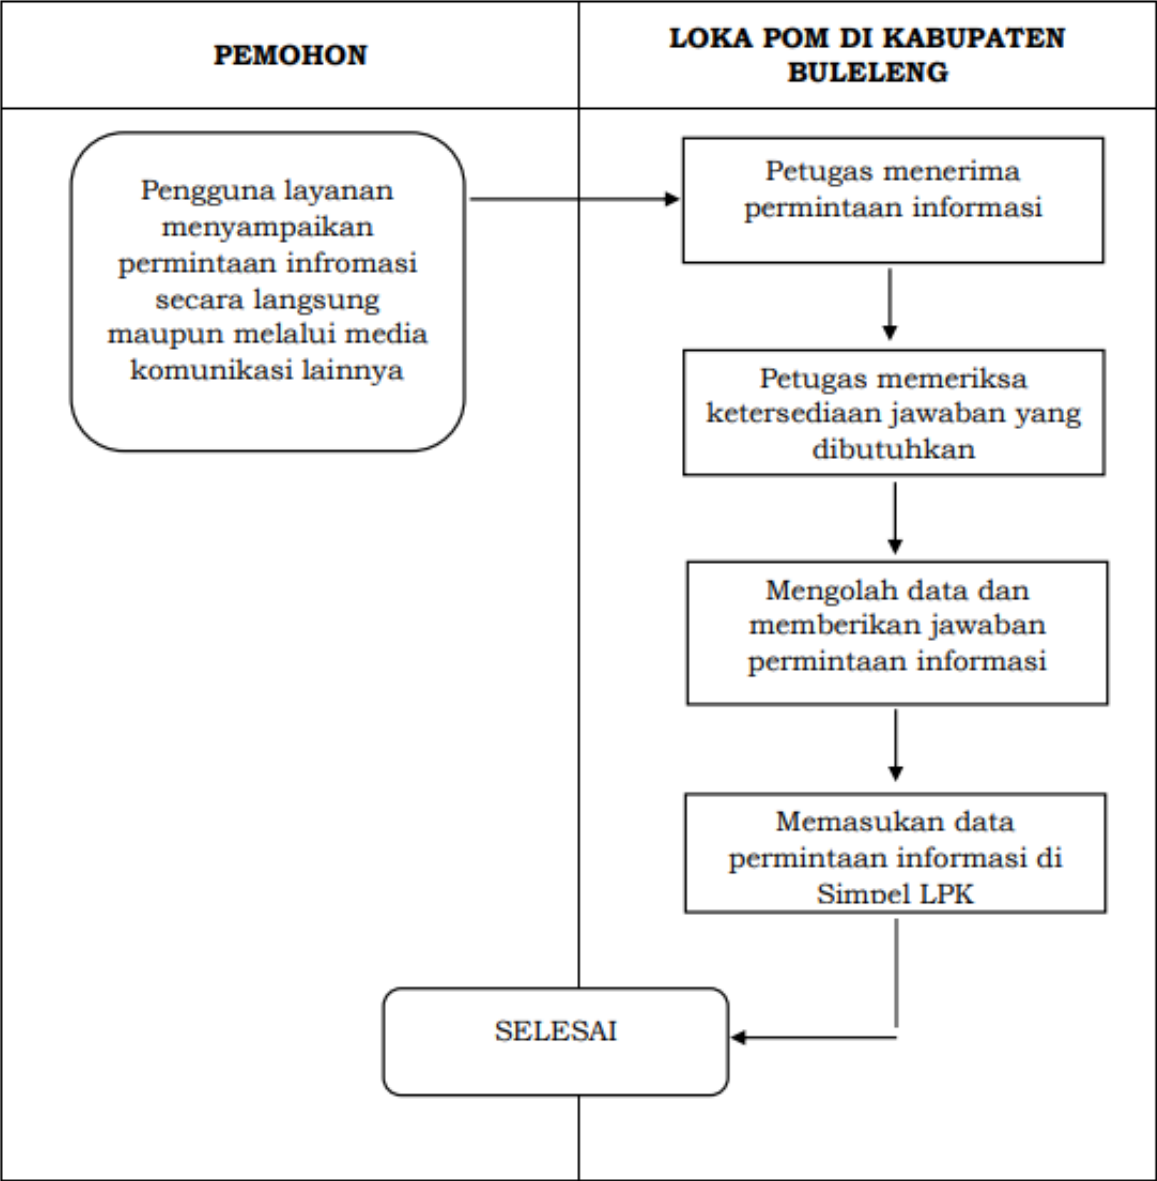 PEMOHON
LOKA POM DI KABUPATEN
BULELENG
Pengguna layanan
menyampaikan
permintaan infromasi
secara langsung
maupun melalui media
komunikasi lainnya
Petugas menerima
permintaan informasi
Petugas memeriksa
ketersediaan jawaban yang
dibutuhkan
Mengolah data dan
memberikan jawaban
permintaan informasi
Memasukan data
permintaan informasi di
Simpel LPK
SELESAI